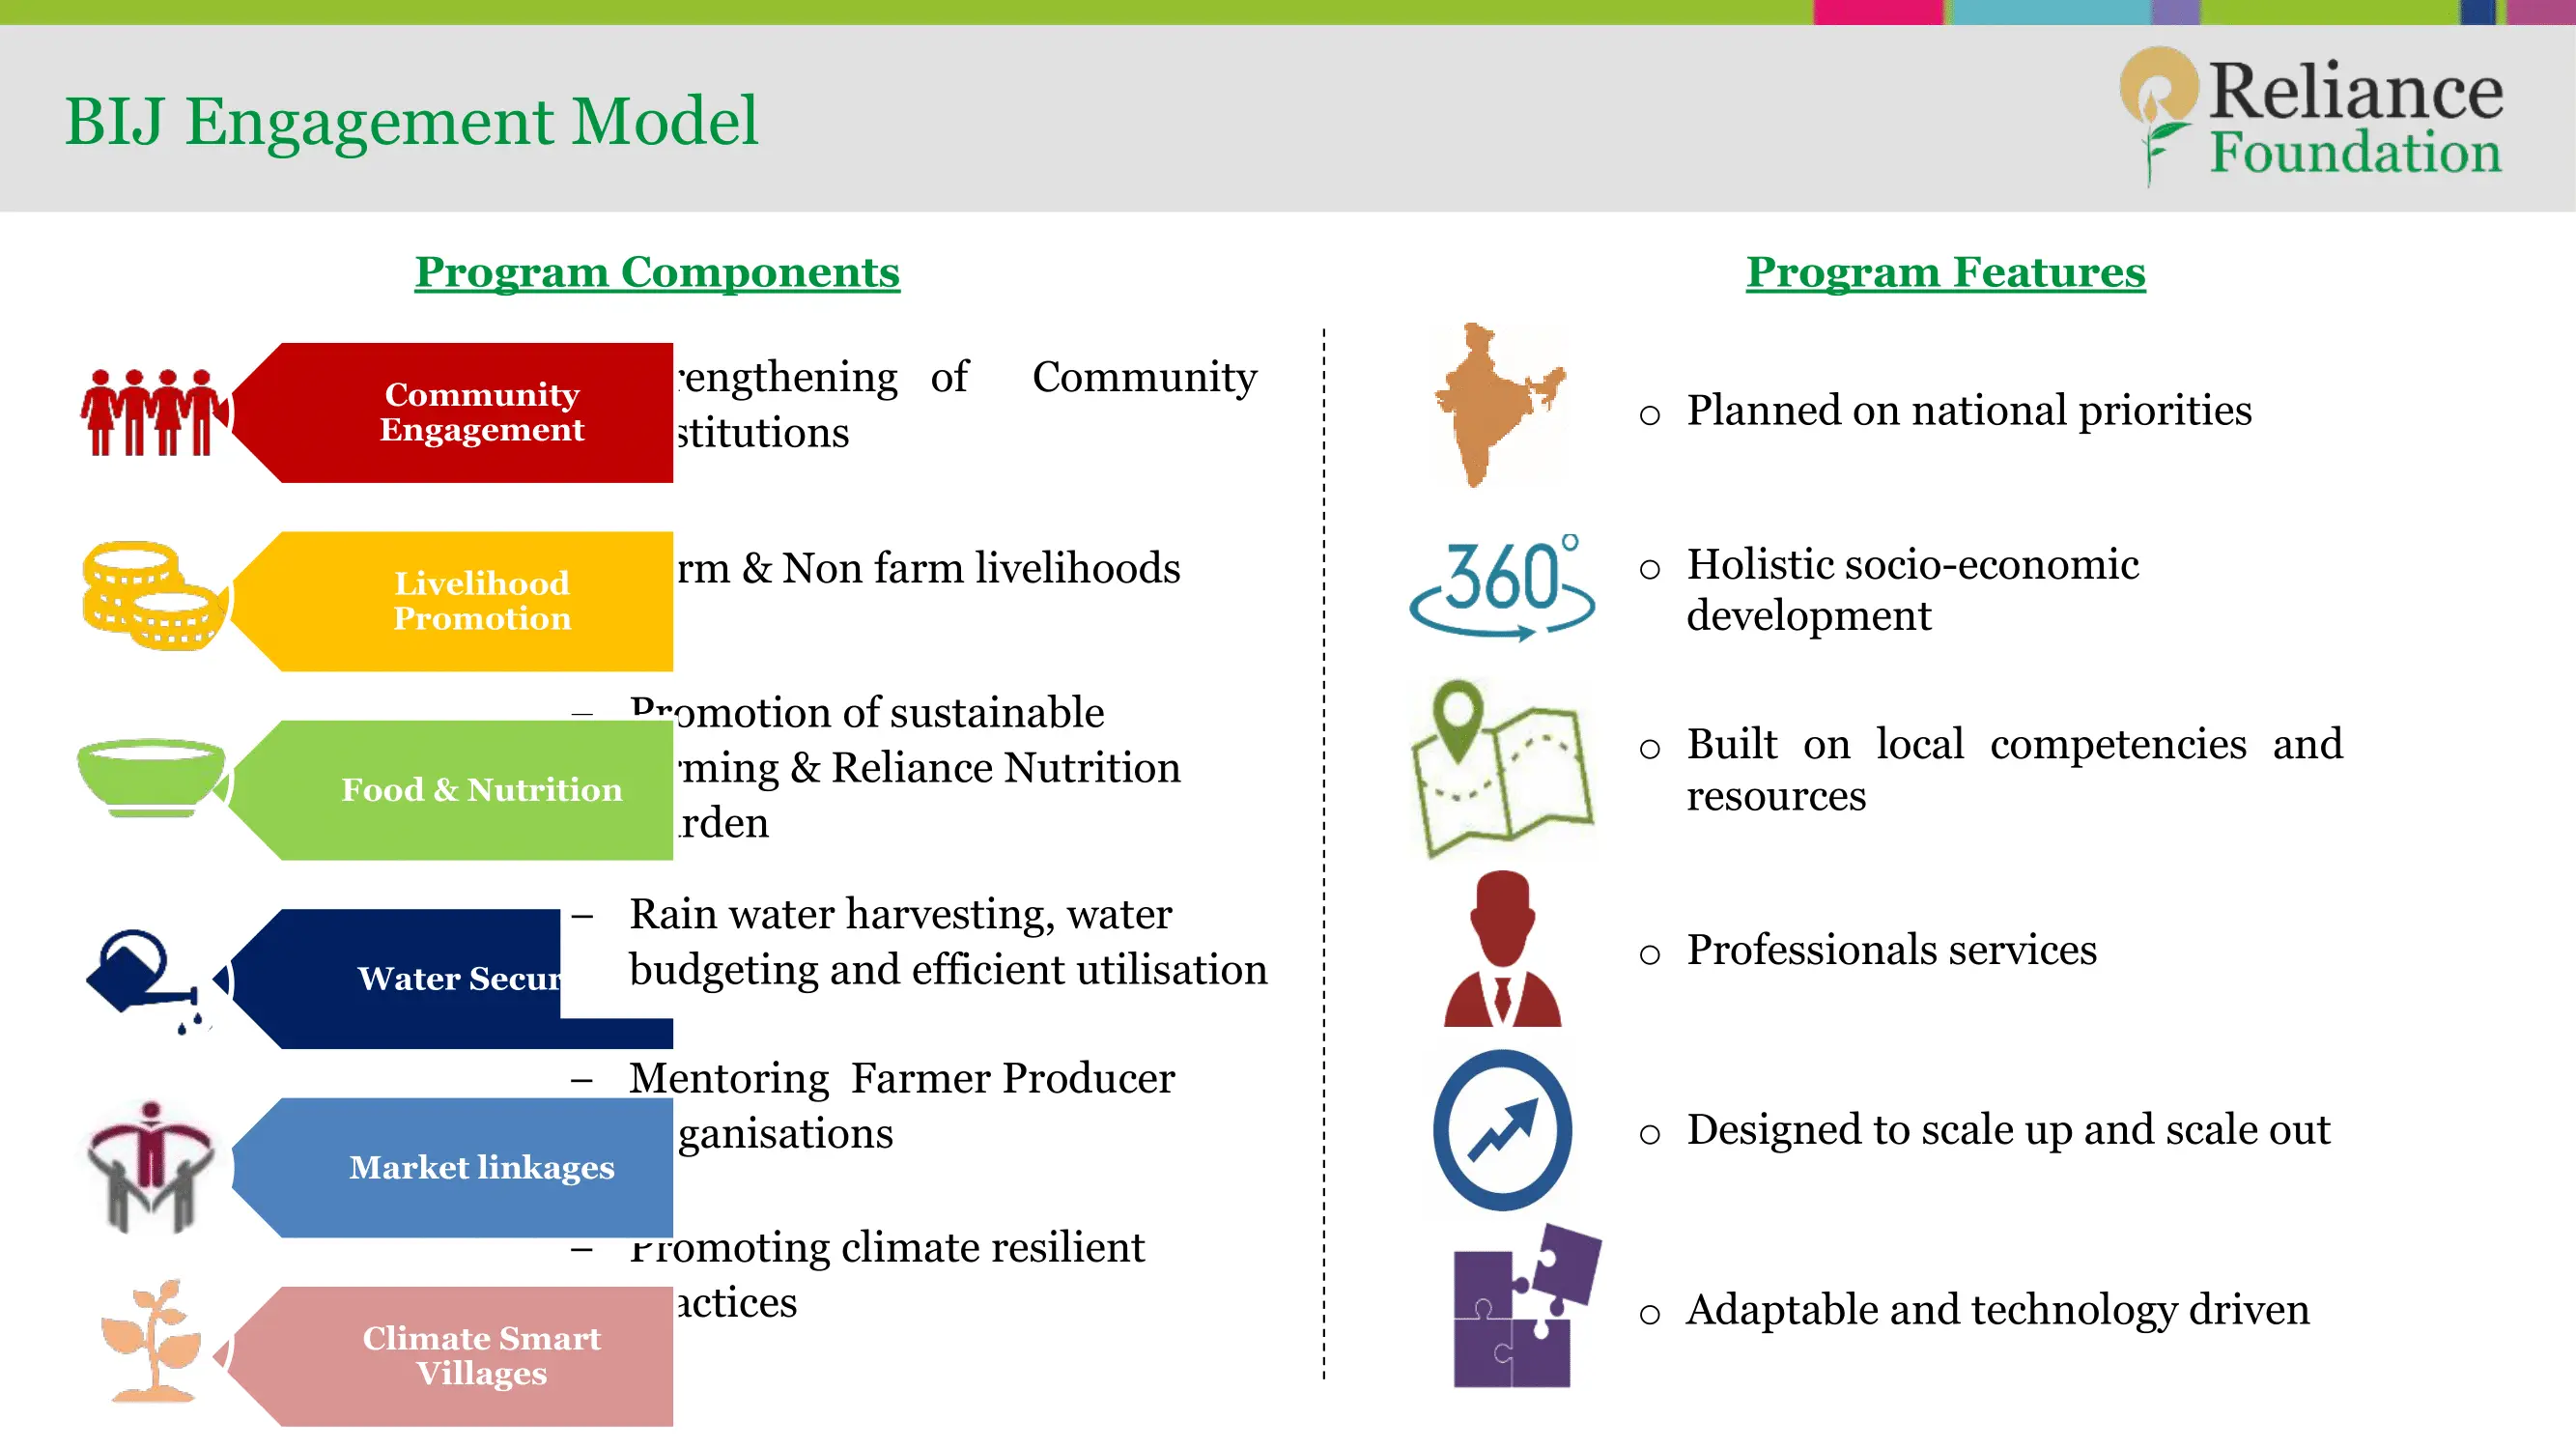 BIJ Engagement Model
Reliance
Foundation
Program Components
Community
Engagement
rengthening of Community
stitutions
Livelihood
Promotion
rm & Non farm livelihoods
Food & Nutrition
– Promotion of sustainable
rming & Reliance Nutrition
rden
Water Secur
– Rain water harvesting, water
budgeting and efficient utilisation
Market linkages
– Mentoring Farmer Producer
ganisations
Climate Smart
Villages
– Promoting climate resilient
actices
Program Features
○ Planned on national priorities
360°
○ Holistic socio-economic
development
○ Built on local competencies and
resources
○ Professionals services
○ Designed to scale up and scale out
○ Adaptable and technology driven